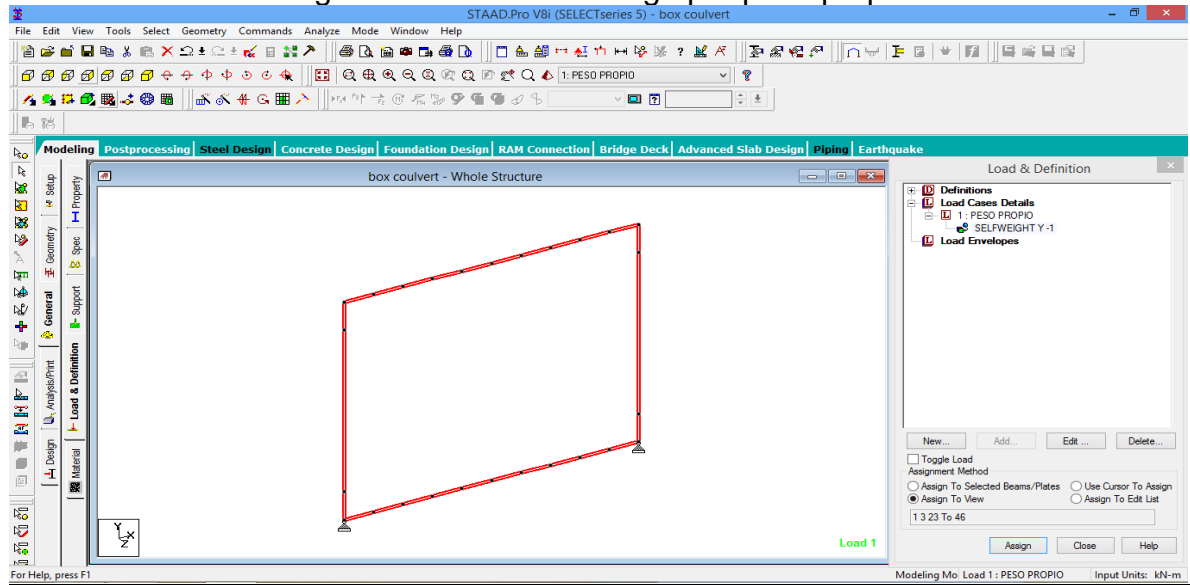 STAAD.Pro V8i (SELECTseries 5) - box coulvert
File Edit View Tools Select Geometry Commands Analyze Mode Window Help
1: PESO PROPIO
Modeling Postprocessing Steel Design Concrete Design Foundation Design RAM Connection Bridge Deck Advanced Slab Design Piping Earthquake
Setup
Geometry
General
Analysis/Print
Design
Property
Spec
Support
Load & Definition
Material
box coulvert - Whole Structure
Y
X
Z
Load 1
Load & Definition
Definitions
Load Cases Details
1 : PESO PROPIO
SELFWEIGHT Y -1
Load Envelopes
New... Add... Edit ... Delete...
Toggle Load
Assignment Method
Assign To Selected Beams/Plates Use Cursor To Assign
Assign To View Assign To Edit List
1 3 23 To 46
Assign Close Help
For Help, press F1 Modeling Mo Load 1 : PESO PROPIO Input Units: kN-m